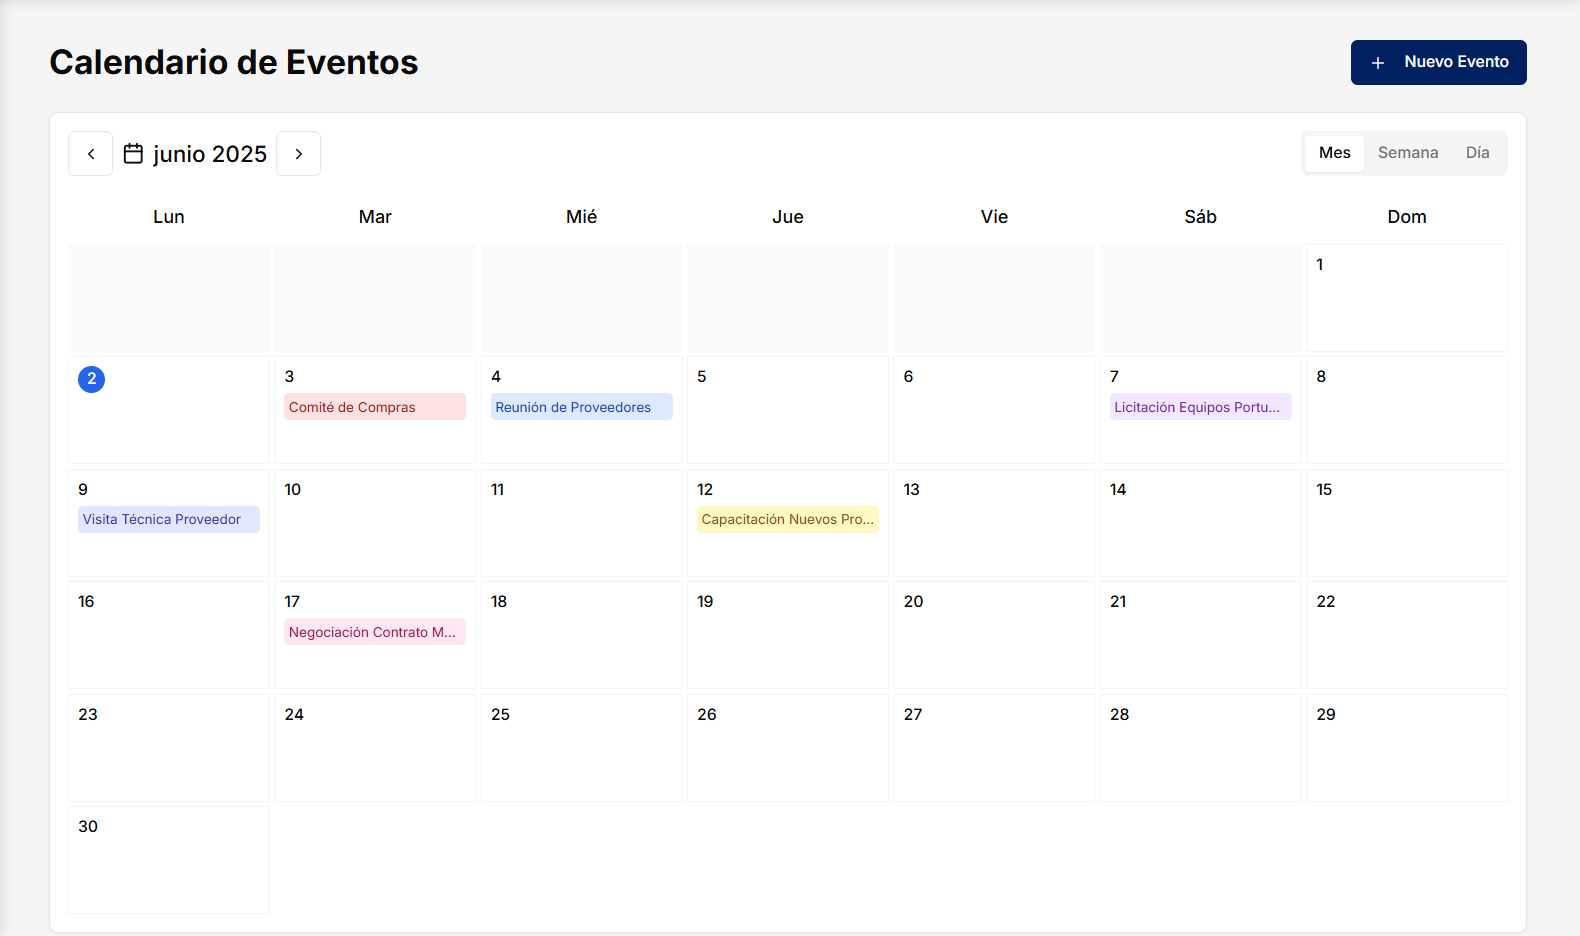 Calendario de Eventos
+ Nuevo Evento
junio 2025
Mes Semana Día
Lun Mar Mié Jue Vie Sáb Dom
1
2 3 4 5 6 7 8
Comité de Compras Reunión de Proveedores Licitación Equipos Portu...
9 10 11 12 13 14 15
Visita Técnica Proveedor Capacitación Nuevos Pro...
16 17 18 19 20 21 22
Negociación Contrato M...
23 24 25 26 27 28 29
30